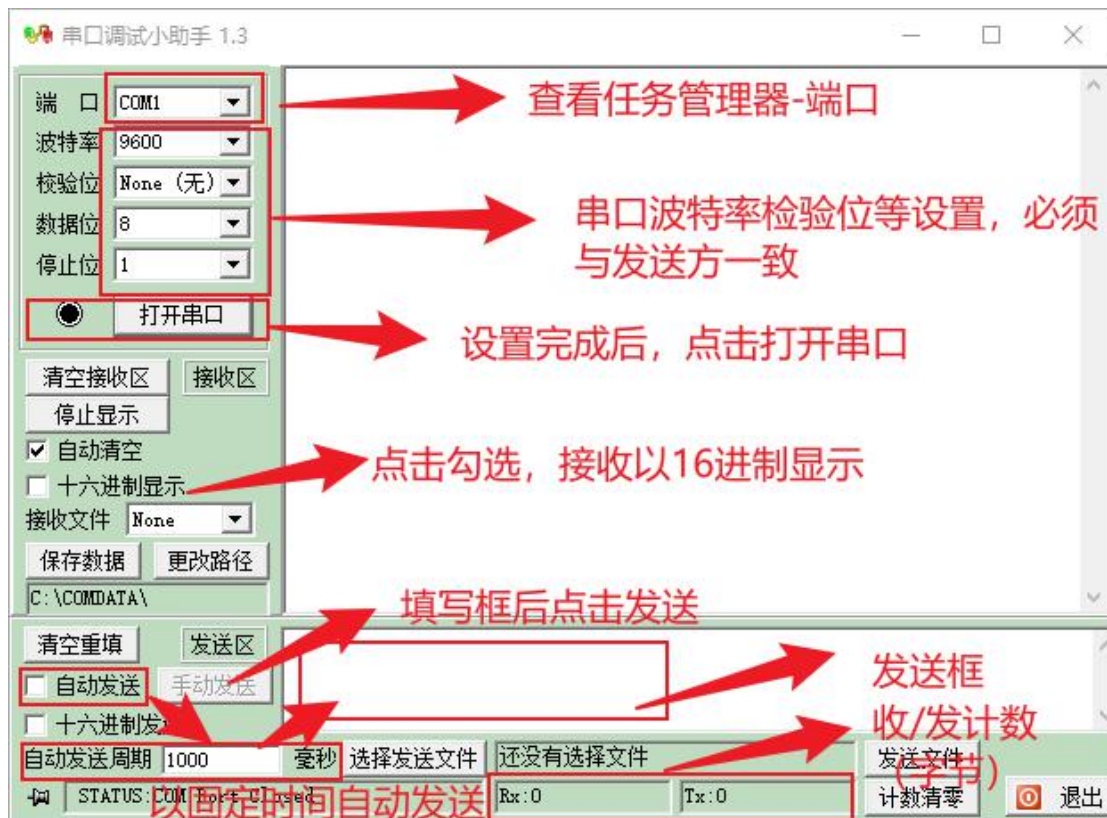 串口调试小助手 1.3
端 口 COM1
查看任务管理器-端口
波特率 9600
校验位 None (无)
数据位 8
停止位 1
串口波特率检验位等设置，必须
与发送方一致
打开串口
设置完成后，点击打开串口
清空接收区 接收区
停止显示
自动清空
点击勾选，接收以16进制显示
十六进制显示
接收文件 None
保存数据 更改路径
C:\COMDATA\
填写框后点击发送
清空重填 发送区
自动发送 手动发送
发送框
十六进制发
收/发计数
(字节)
自动发送周期 1000 毫秒 选择发送文件 还没有选择文件 发送文件
STATUS:COM Port Closed
以固定时间自动发送
Rx:0 Tx:0 计数清零 退出